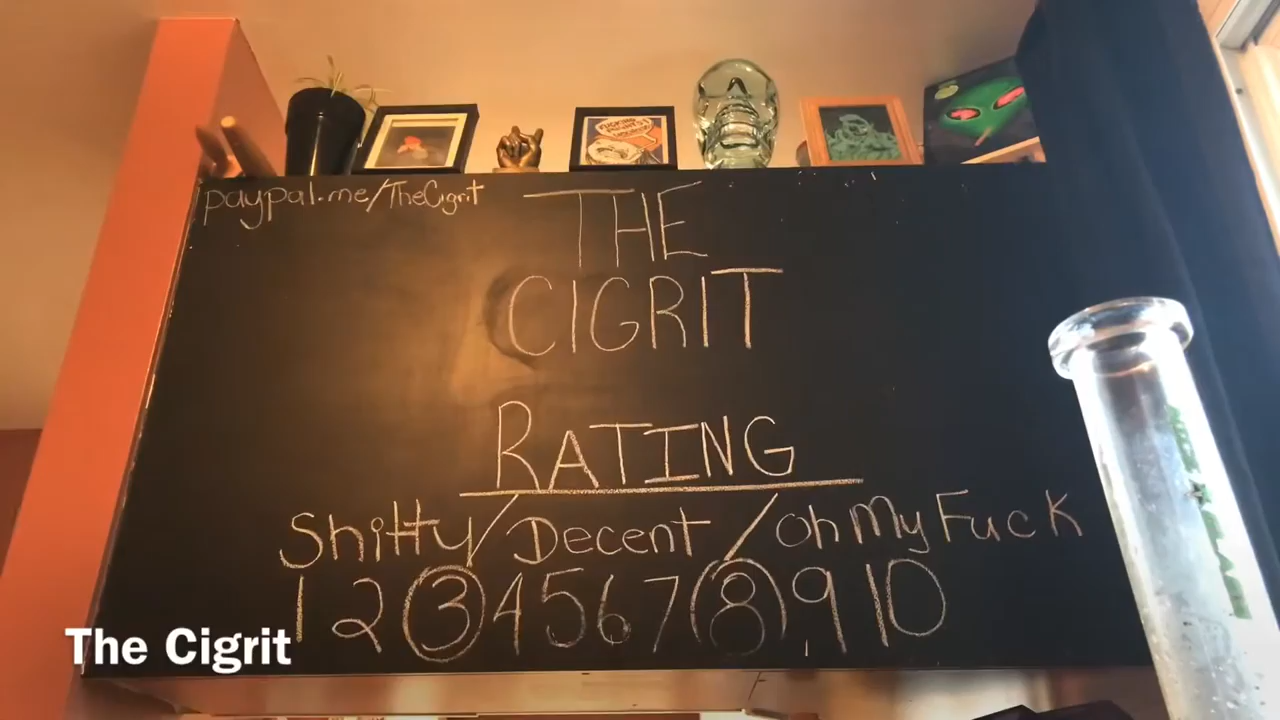 paypal.me/TheCigrit
THE
CIGRIT
RATING
Shitty/Decent/Oh My Fuck
1 2 3 4 5 6 7 8 9 10
The Cigrit